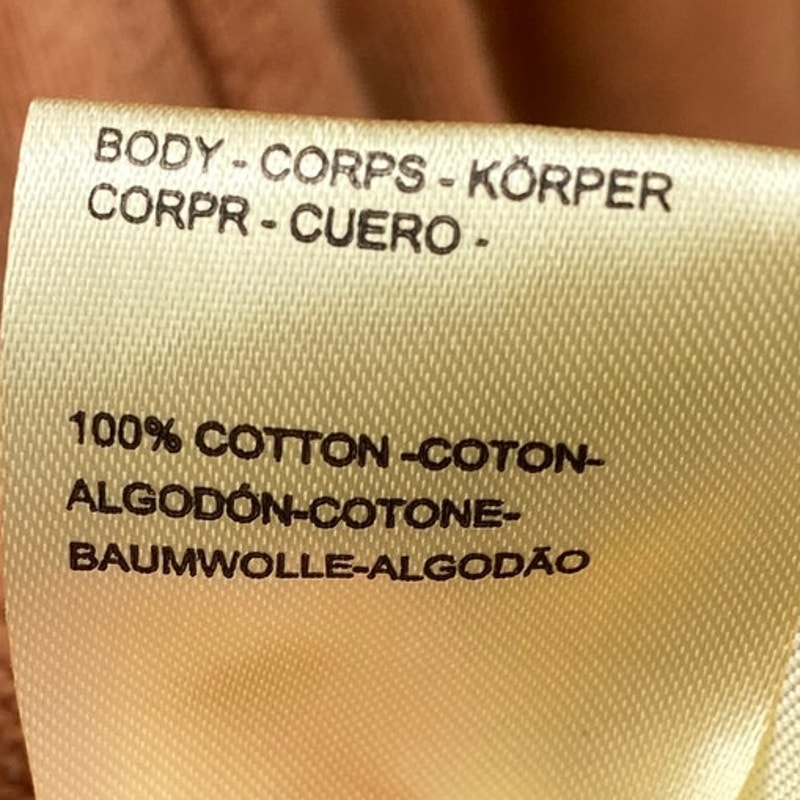 BODY - CORPS - KÖRPER
CORPR - CUERO -
100% COTTON -COTON-
ALGODÓN-COTONE-
BAUMWOLLE-ALGODÃO